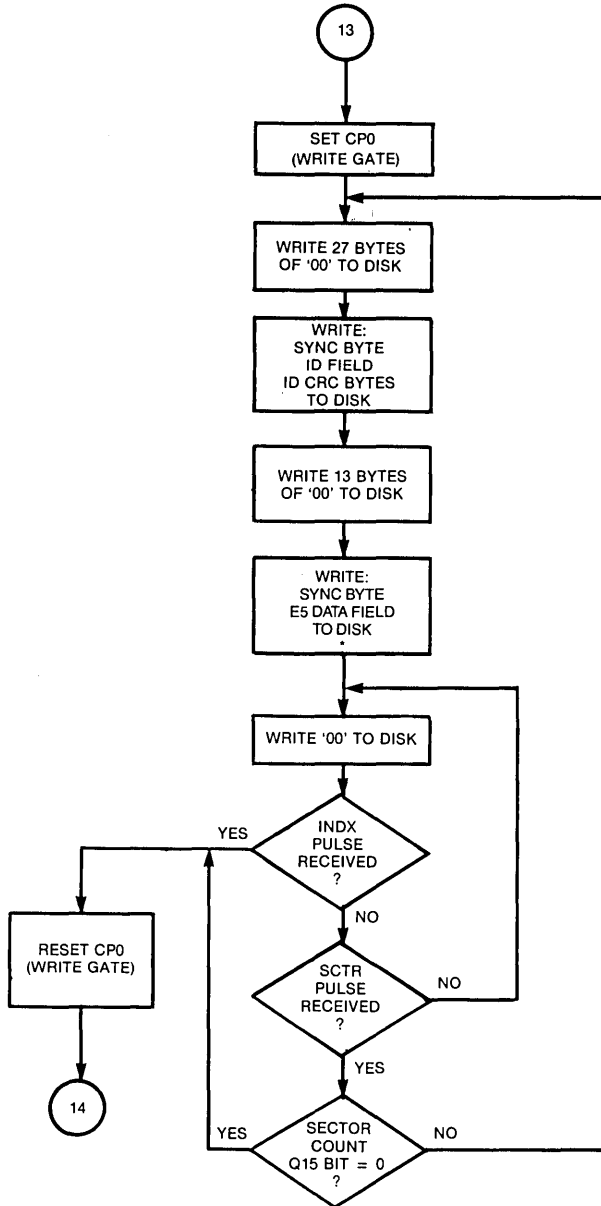 13
SET CP0
(WRITE GATE)
WRITE 27 BYTES
OF '00' TO DISK
WRITE:
SYNC BYTE
ID FIELD
ID CRC BYTES
TO DISK
WRITE 13 BYTES
OF '00' TO DISK
WRITE:
SYNC BYTE
E5 DATA FIELD
TO DISK
*
WRITE '00' TO DISK
YES
INDX
PULSE
RECEIVED
?
NO
RESET CP0
(WRITE GATE)
SCTR
PULSE
RECEIVED
?
NO
YES
14
YES
SECTOR
COUNT
Q15 BIT = 0
?
NO